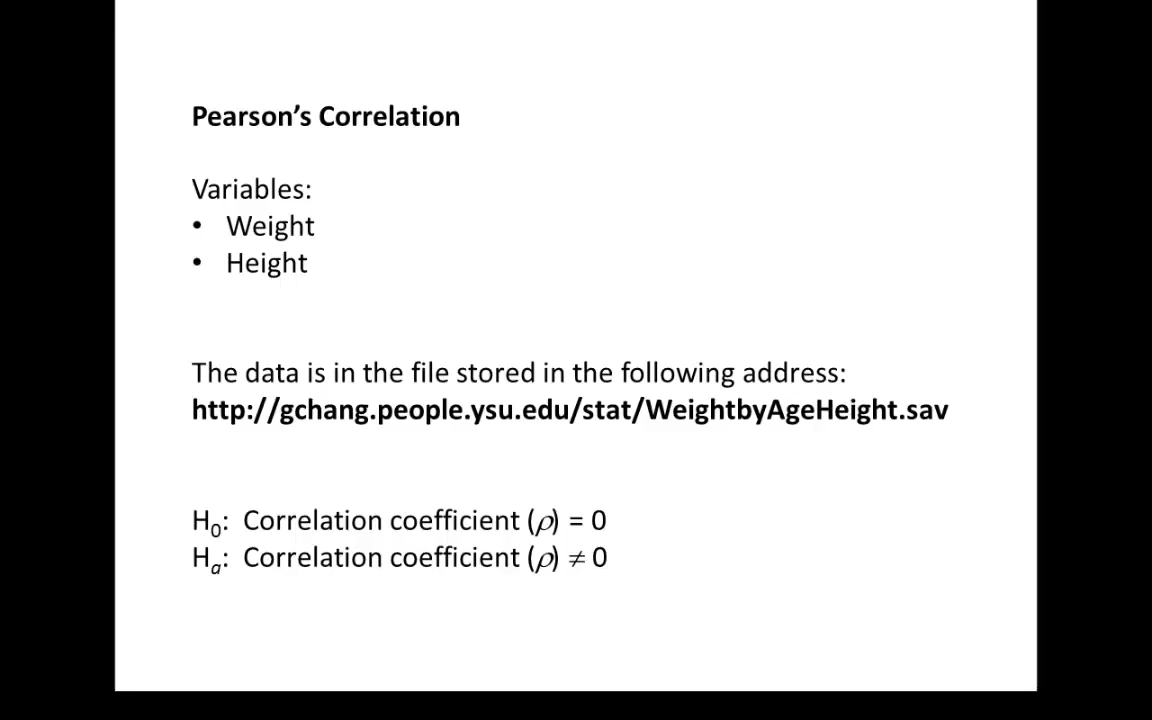 Pearson’s Correlation
Variables:
• Weight
• Height
The data is in the file stored in the following address:
http://gchang.people.ysu.edu/stat/WeightbyAgeHeight.sav
H₀: Correlation coefficient (ρ) = 0
Hₐ: Correlation coefficient (ρ) ≠ 0